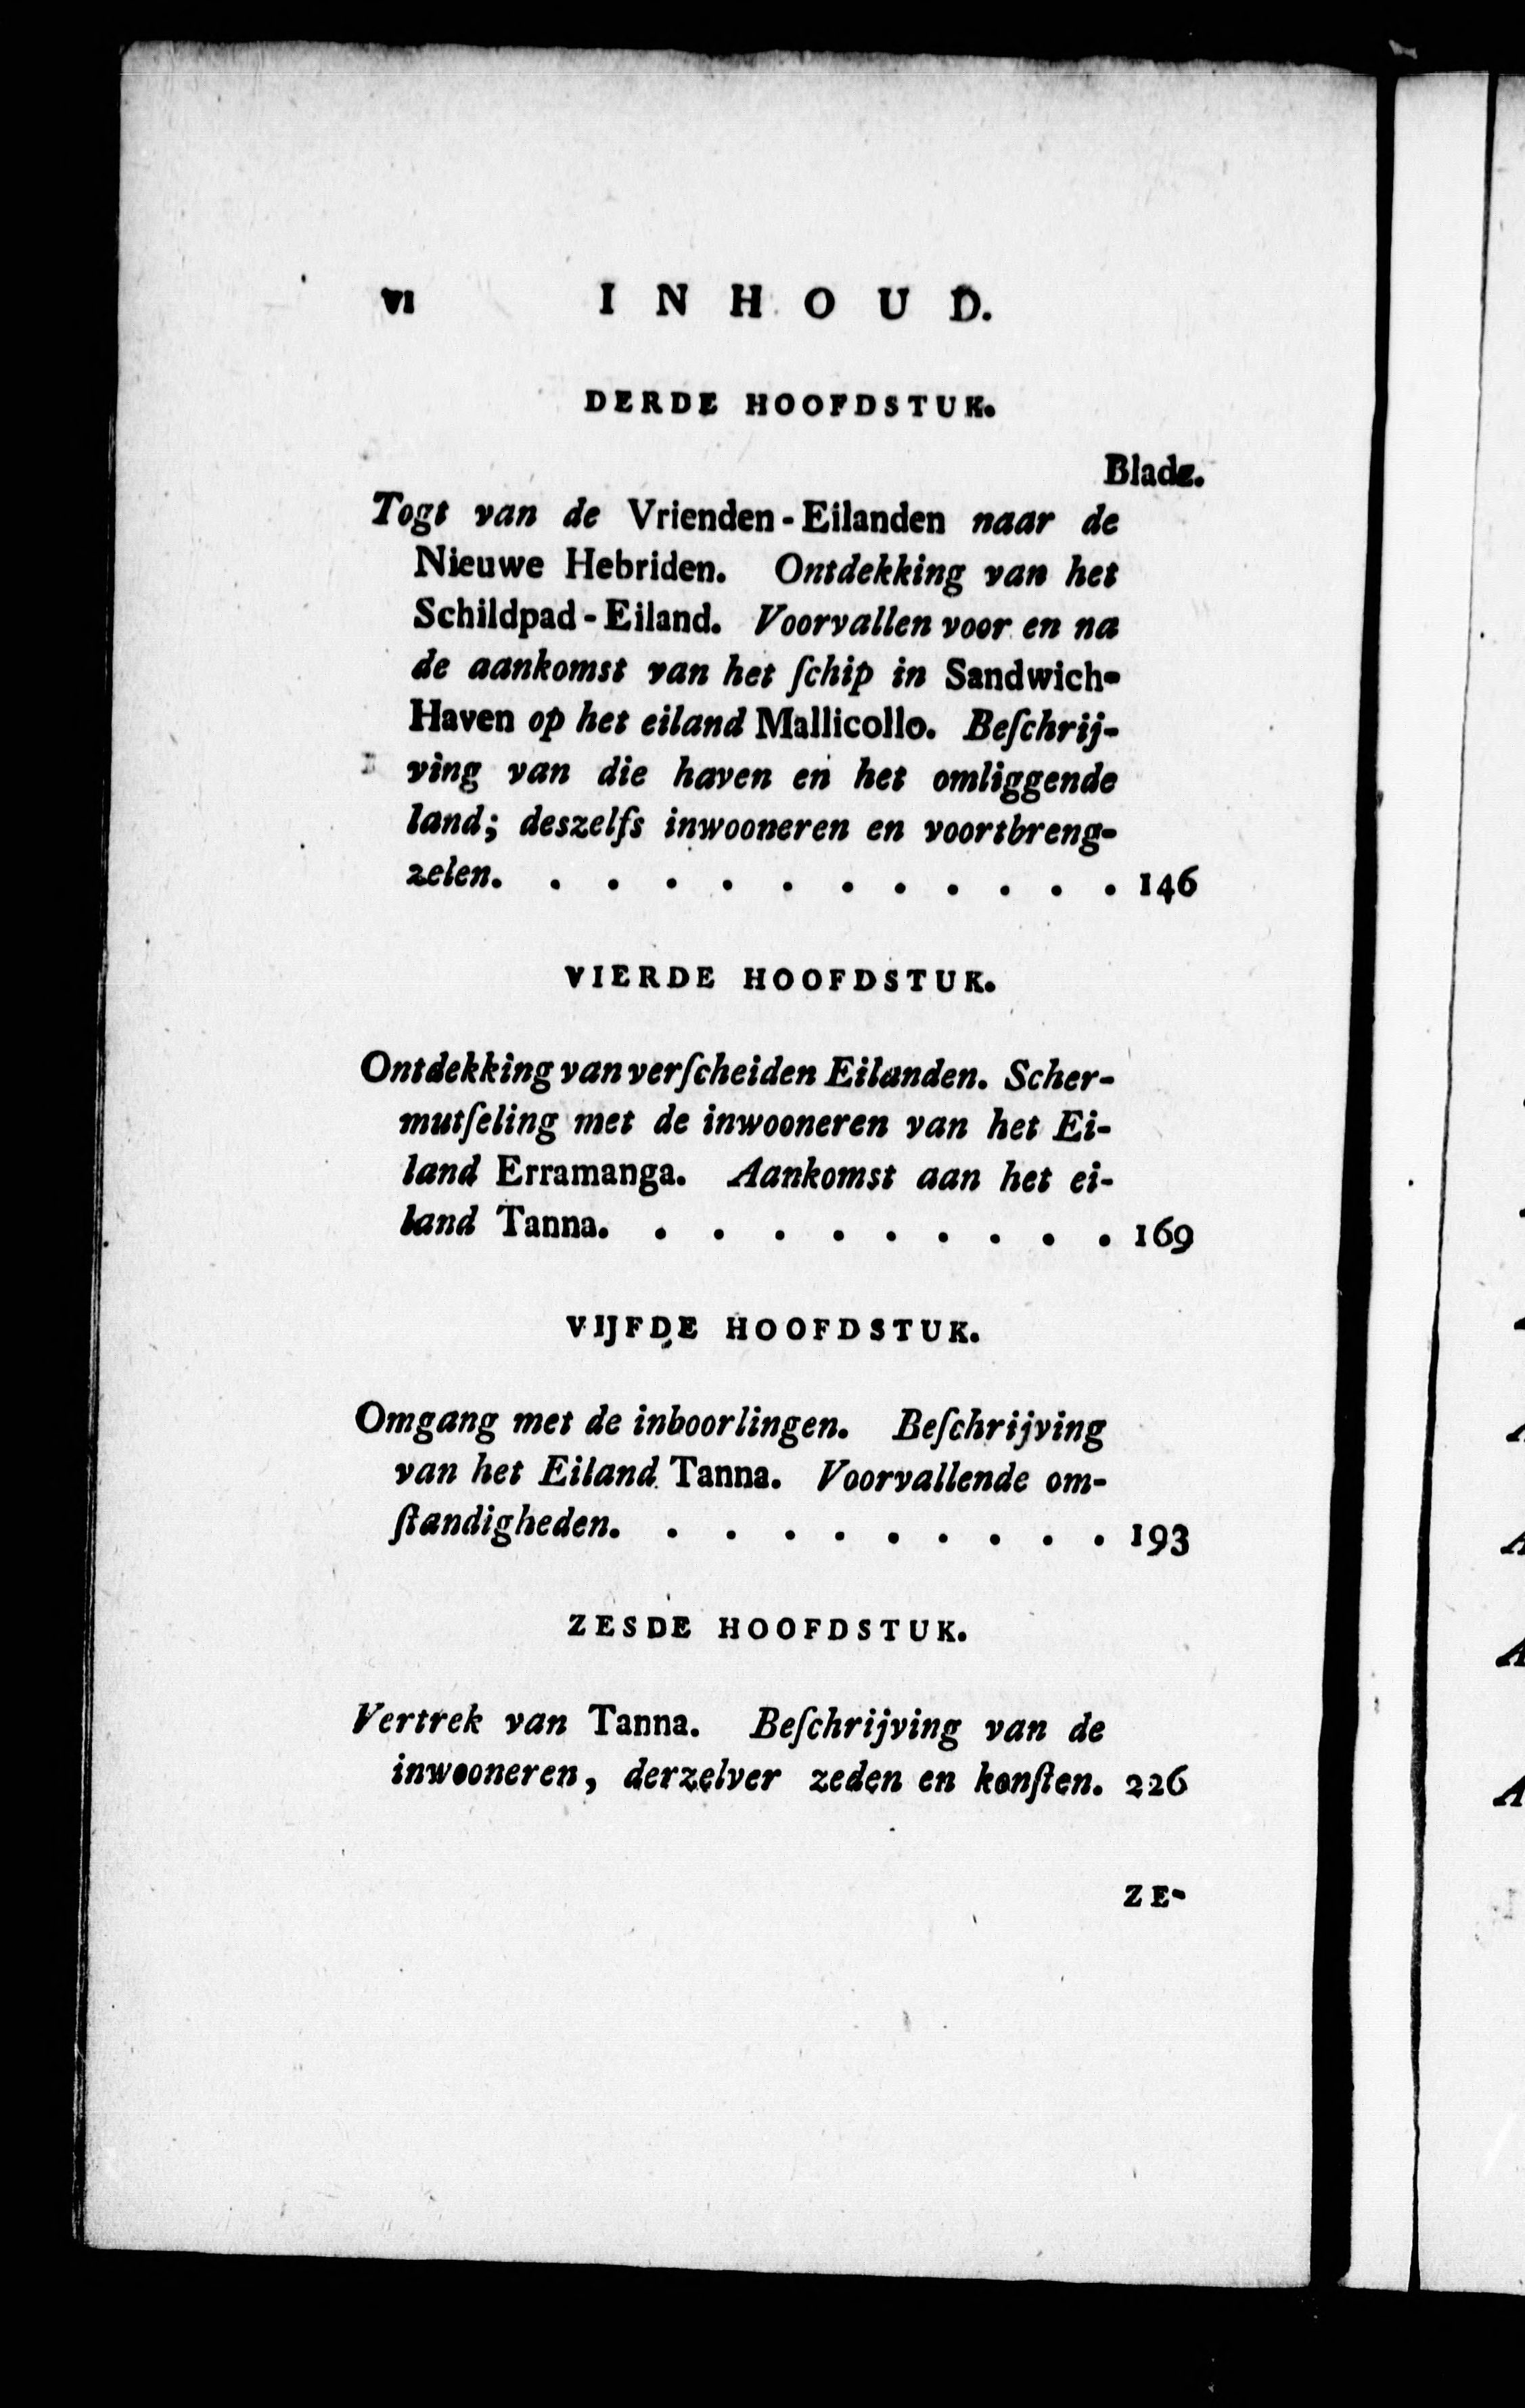 VI I N H O U D.
DERDE HOOFDSTUK.
Bladz.
Togt van de Vrienden-Eilanden naar de
Nieuwe Hebriden. Ontdekking van het
Schildpad-Eiland. Voorvallen voor en na
de aankomst van het ſchip in Sandwich-
Haven op het eiland Mallicollo. Beſchrij-
ving van die haven en het omliggende
land; deszelfs inwooneren en voortbreng-
zelen. . . . . . . . . . . . 146
VIERDE HOOFDSTUK.
Ontdekking van verſcheiden Eilanden. Scher-
mutſeling met de inwooneren van het Ei-
land Erramanga. Aankomst aan het ei-
land Tanna. . . . . . . . . . 169
VIJFDE HOOFDSTUK.
Omgang met de inboorlingen. Beſchrijving
van het Eiland Tanna. Voorvallende om-
ſtandigheden. . . . . . . . . . 193
ZESDE HOOFDSTUK.
Vertrek van Tanna. Beſchrijving van de
inwooneren, derzelver zeden en konſten. 226
ZE-